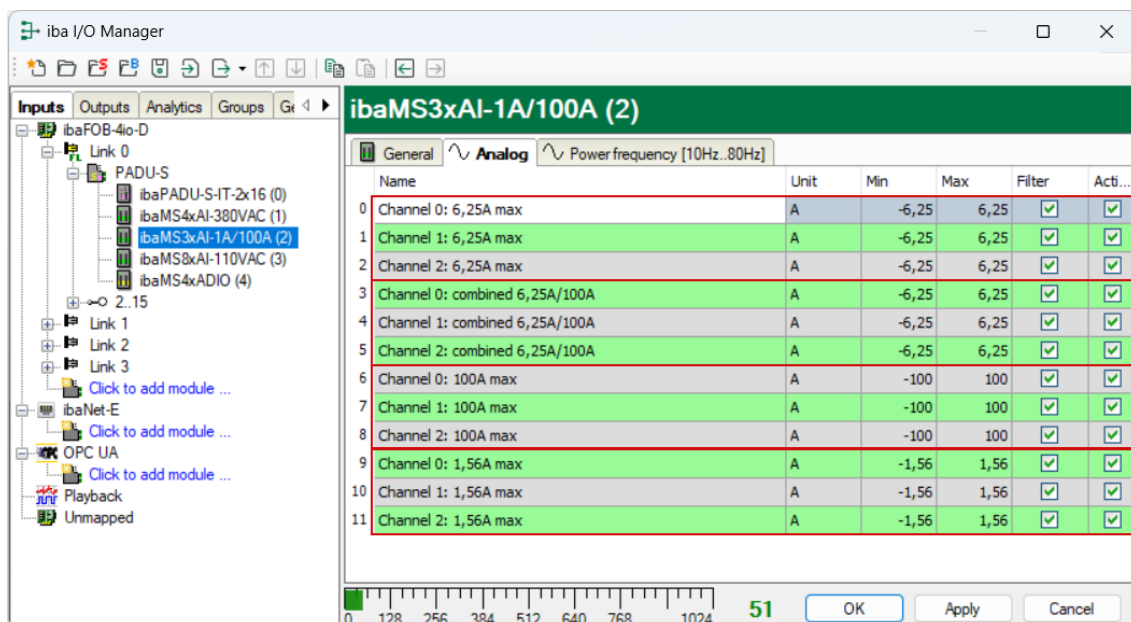 iba I/O Manager
Inputs Outputs Analytics Groups Ge
ibaFOB-4io-D
Link 0
PADU-S
ibaPADU-S-IT-2x16 (0)
ibaMS4xAI-380VAC (1)
ibaMS3xAI-1A/100A (2)
ibaMS8xAI-110VAC (3)
ibaMS4xADIO (4)
2..15
Link 1
Link 2
Link 3
Click to add module ...
ibaNet-E
Click to add module ...
OPC UA
Click to add module ...
Playback
Unmapped
ibaMS3xAI-1A/100A (2)
General Analog Power frequency [10Hz..80Hz]
Name Unit Min Max Filter Acti...
0 Channel 0: 6,25A max A -6,25 6,25
1 Channel 1: 6,25A max A -6,25 6,25
2 Channel 2: 6,25A max A -6,25 6,25
3 Channel 0: combined 6,25A/100A A -6,25 6,25
4 Channel 1: combined 6,25A/100A A -6,25 6,25
5 Channel 2: combined 6,25A/100A A -6,25 6,25
6 Channel 0: 100A max A -100 100
7 Channel 1: 100A max A -100 100
8 Channel 2: 100A max A -100 100
9 Channel 0: 1,56A max A -1,56 1,56
10 Channel 1: 1,56A max A -1,56 1,56
11 Channel 2: 1,56A max A -1,56 1,56
0 128 256 384 512 640 768 1024
51 OK Apply Cancel